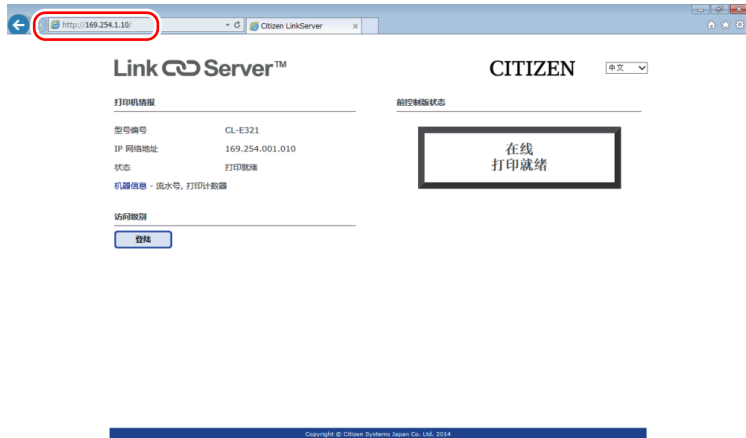 http://169.254.1.10/
Citizen LinkServer
Link Server™
CITIZEN
中文
打印机情报
前控制版状态
型号编号 CL-E321
IP 网络地址 169.254.001.010
状态 打印就绪
机器信息 - 流水号, 打印计数器
在线
打印就绪
访问级别
登陆
Copyright © Citizen Systems Japan Co. Ltd. 2014